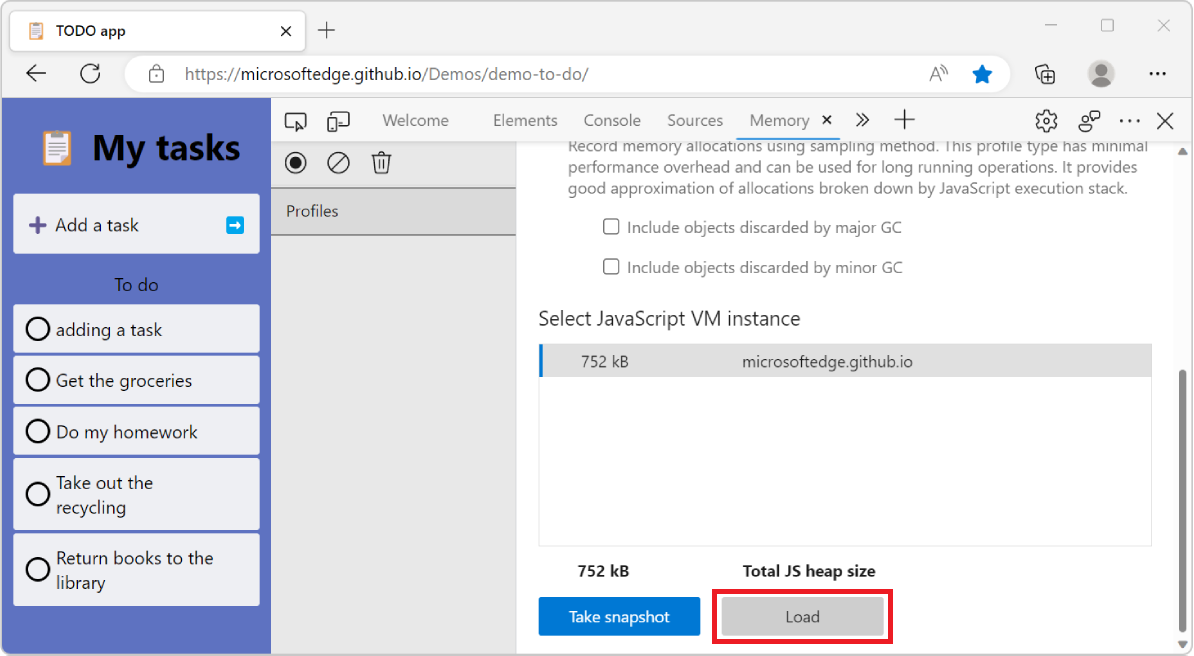 TODO app
https://microsoftedge.github.io/Demos/demo-to-do/
My tasks
Add a task
To do
adding a task
Get the groceries
Do my homework
Take out the
recycling
Return books to the
library
Welcome Elements Console Sources Memory
Profiles
Record memory allocations using sampling method. This profile type has minimal
performance overhead and can be used for long running operations. It provides
good approximation of allocations broken down by JavaScript execution stack.
Include objects discarded by major GC
Include objects discarded by minor GC
Select JavaScript VM instance
752 kB microsoftedge.github.io
752 kB Total JS heap size
Take snapshot Load